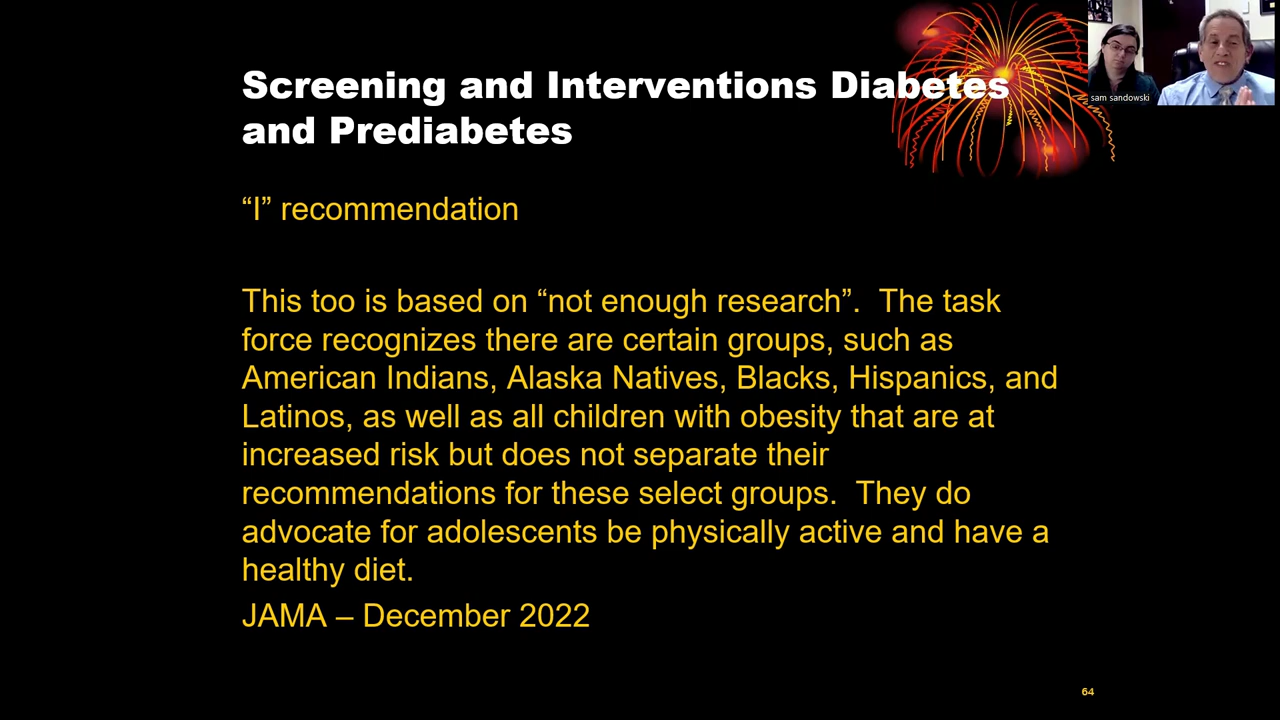 Screening and Interventions Diabetes
and Prediabetes
sam sandowski
“I” recommendation
This too is based on “not enough research”.  The task
force recognizes there are certain groups, such as
American Indians, Alaska Natives, Blacks, Hispanics, and
Latinos, as well as all children with obesity that are at
increased risk but does not separate their
recommendations for these select groups.  They do
advocate for adolescents be physically active and have a
healthy diet.
JAMA – December 2022
64